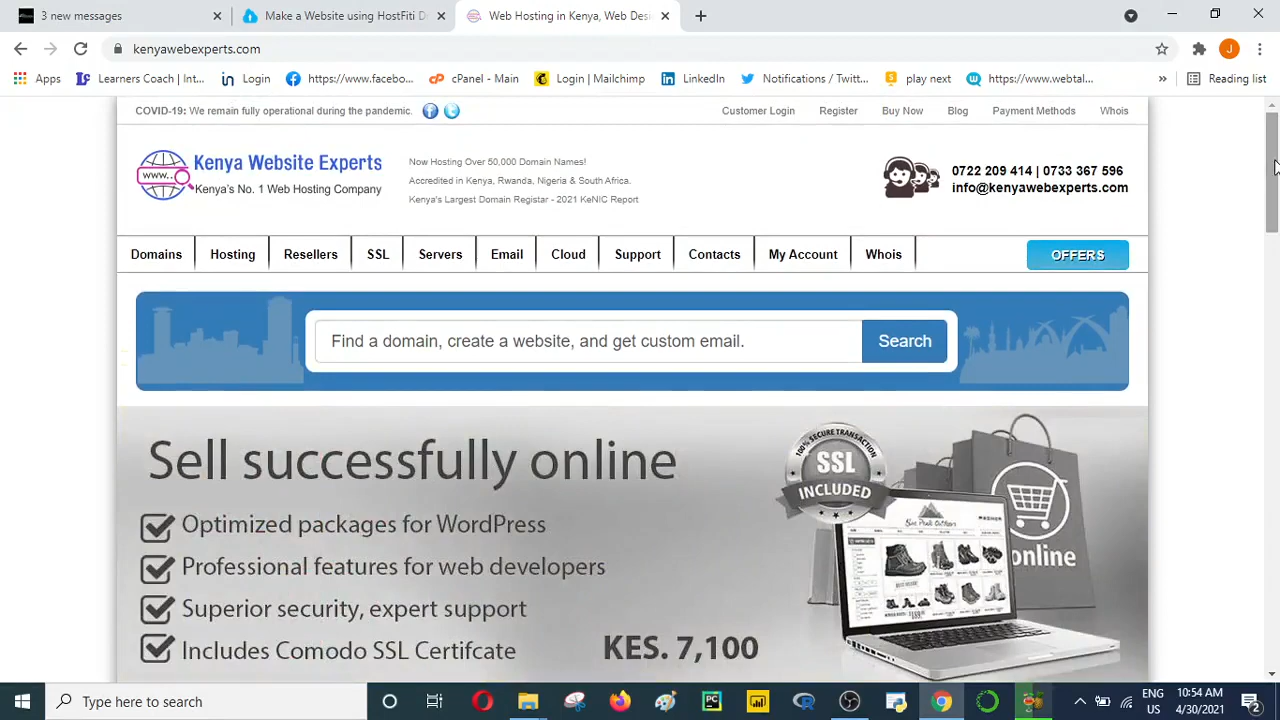 3 new messages
Make a Website using HostFiti D
Web Hosting in Kenya, Web Des
kenyawebexperts.com
Apps
Learners Coach | Int...
Login
https://www.facebo...
cPanel - Main
Login | Mailchimp
LinkedIn
Notifications / Twitt...
play next
https://www.webtal...
Reading list
COVID-19: We remain fully operational during the pandemic.
Customer Login
Register
Buy Now
Blog
Payment Methods
Whois
www..
Kenya Website Experts
Kenya's No. 1 Web Hosting Company
Now Hosting Over 50,000 Domain Names!
Accredited in Kenya, Rwanda, Nigeria & South Africa.
Kenya's Largest Domain Registar - 2021 KeNIC Report
0722 209 414 | 0733 367 596
info@kenyawebexperts.com
Domains
Hosting
Resellers
SSL
Servers
Email
Cloud
Support
Contacts
My Account
Whois
OFFERS
Find a domain, create a website, and get custom email.
Search
Sell successfully online
Optimized packages for WordPress
Professional features for web developers
Superior security, expert support
Includes Comodo SSL Certifcate
KES. 7,100
100% SECURE TRANSACTION
SSL
INCLUDED
online
Type here to search
ENG
US
10:54 AM
4/30/2021
2